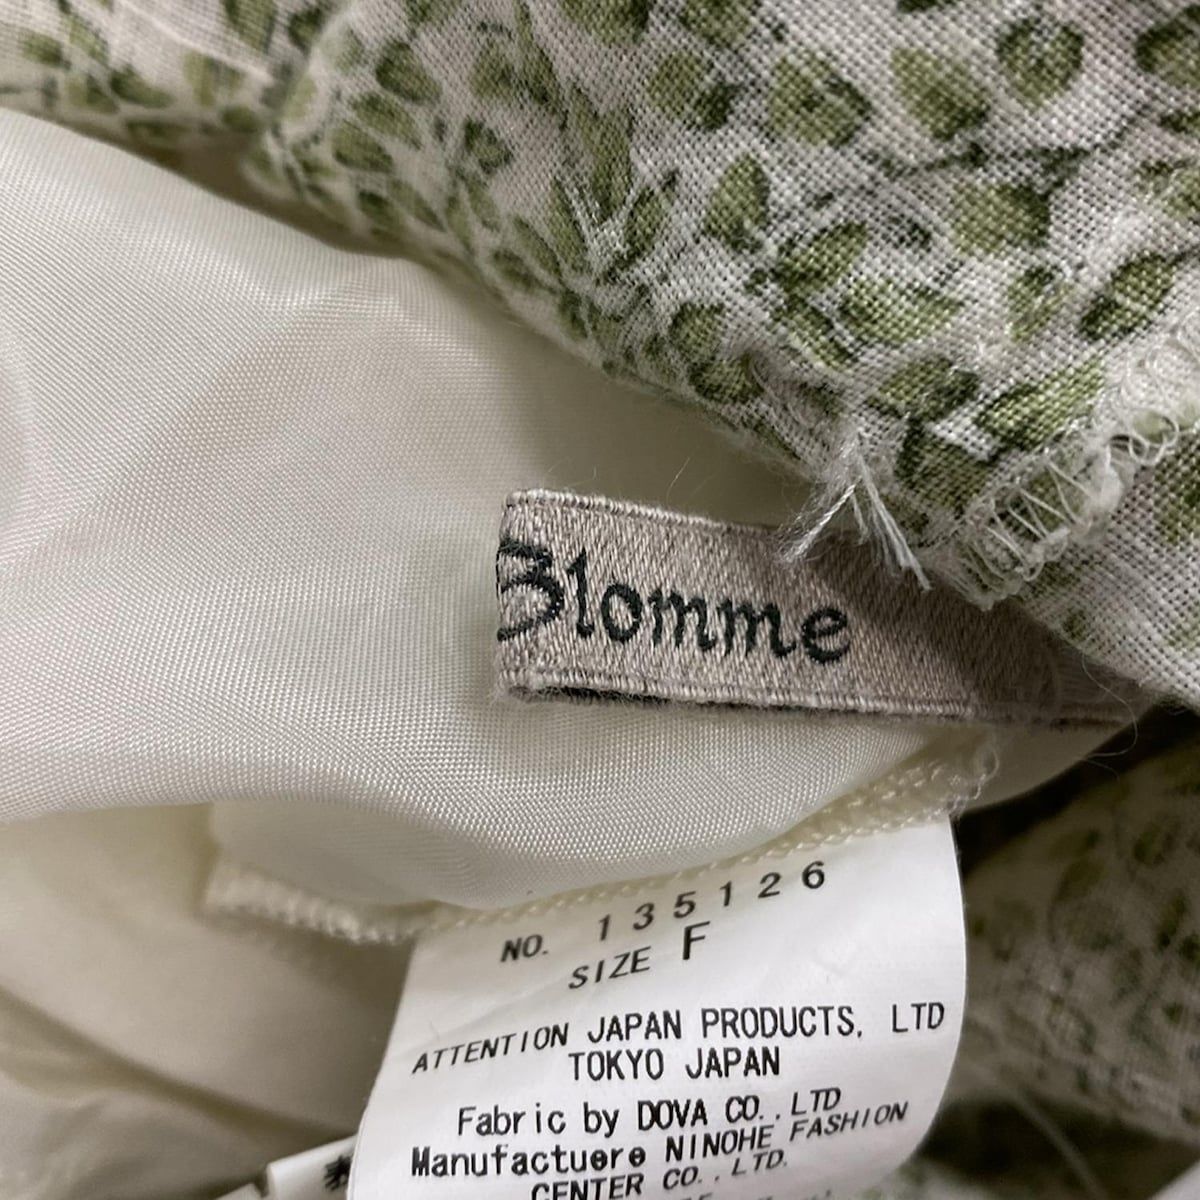 Blomme
NO. 135126
SIZE F
ATTENTION JAPAN PRODUCTS, LTD
TOKYO JAPAN
Fabric by DOVA CO.,LTD
Manufactuere NINOHE FASHION
CENTER CO.,LTD.